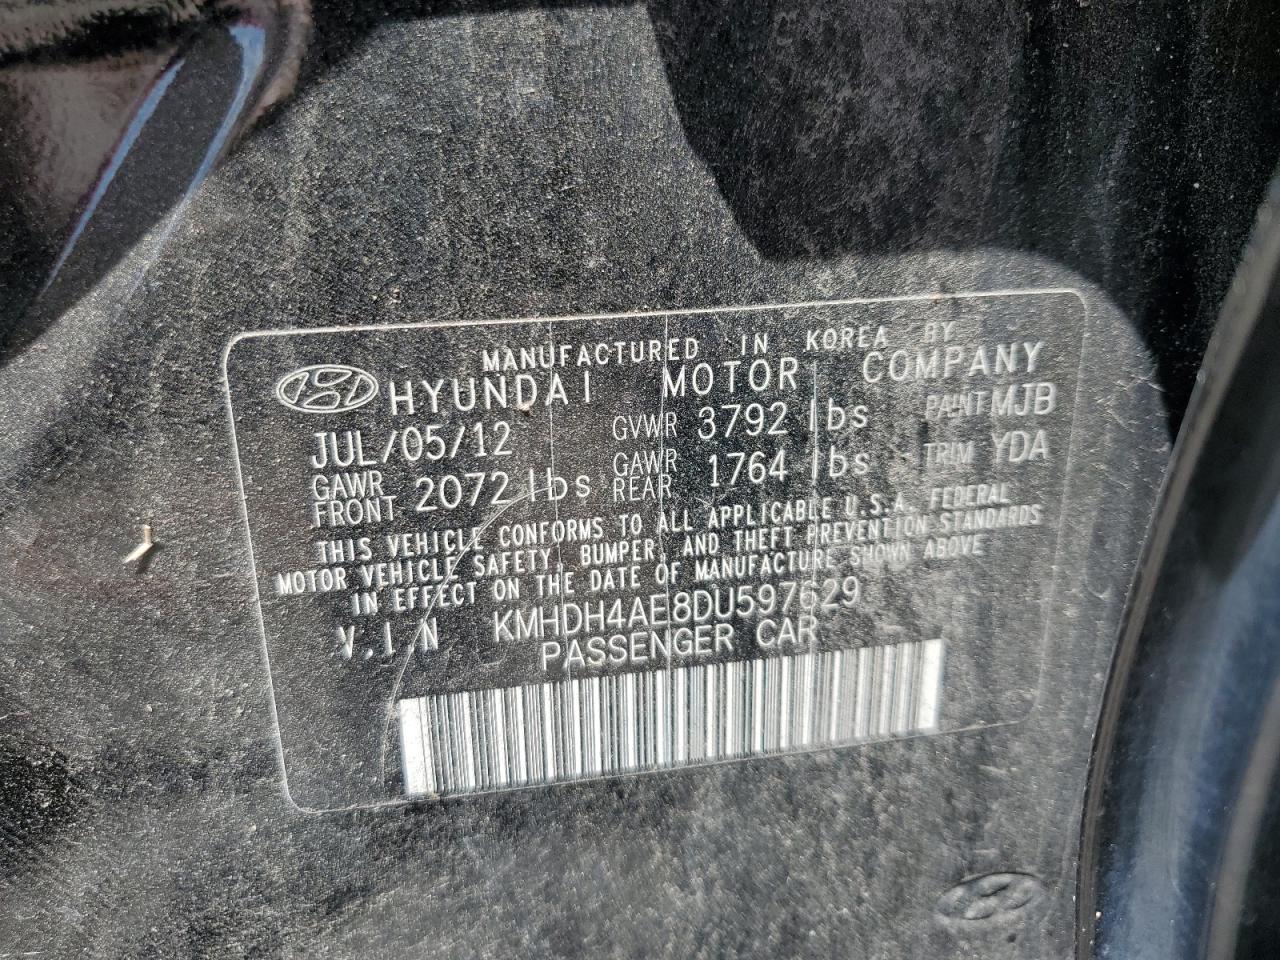 MANUFACTURED IN KOREA BY
HYUNDAI MOTOR COMPANY
JUL/05/12 GVWR 3792 lbs PAINT MJB
GAWR FRONT 2072 lbs GAWR REAR 1764 lbs TRIM YDA
THIS VEHICLE CONFORMS TO ALL APPLICABLE U.S.A. FEDERAL
MOTOR VEHICLE SAFETY, BUMPER, AND THEFT PREVENTION STANDARDS
IN EFFECT ON THE DATE OF MANUFACTURE SHOWN ABOVE
V.I.N KMHDH4AE8DU597629
PASSENGER CAR